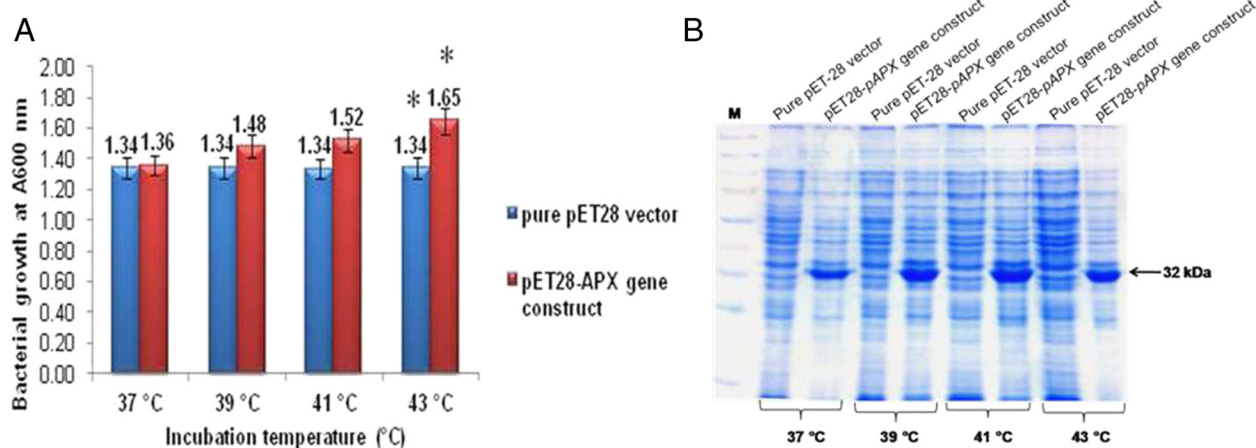 A
2.00
1.80
1.60
1.40
1.20
1.00
0.80
0.60
0.40
0.20
0.00
Bacterial growth at A600 nm
1.34 1.36
1.34 1.48
1.34 1.52
* *
1.34 1.65
37 °C 39 °C 41 °C 43 °C
Incubation temperature (°C)
pure pET28 vector
pET28-APX gene
construct
B
M
Pure pET-28 vector
pET28-pAPX gene construct
Pure pET-28 vector
pET28-pAPX gene construct
Pure pET-28 vector
pET28-pAPX gene construct
Pure pET-28 vector
pET28-pAPX gene construct
←32 kDa
37 °C 39 °C 41 °C 43 °C